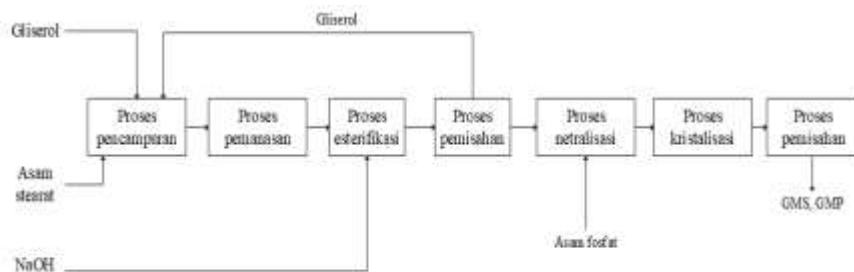 Gliserol
Gliserol
Proses
pencampuran
Proses
pemanasan
Proses
esterifikasi
Proses
pemisahan
Proses
netralisasi
Proses
kristalisasi
Proses
pemisahan
Asam
stearat
GMS, GMP
Asam fosfat
NaOH